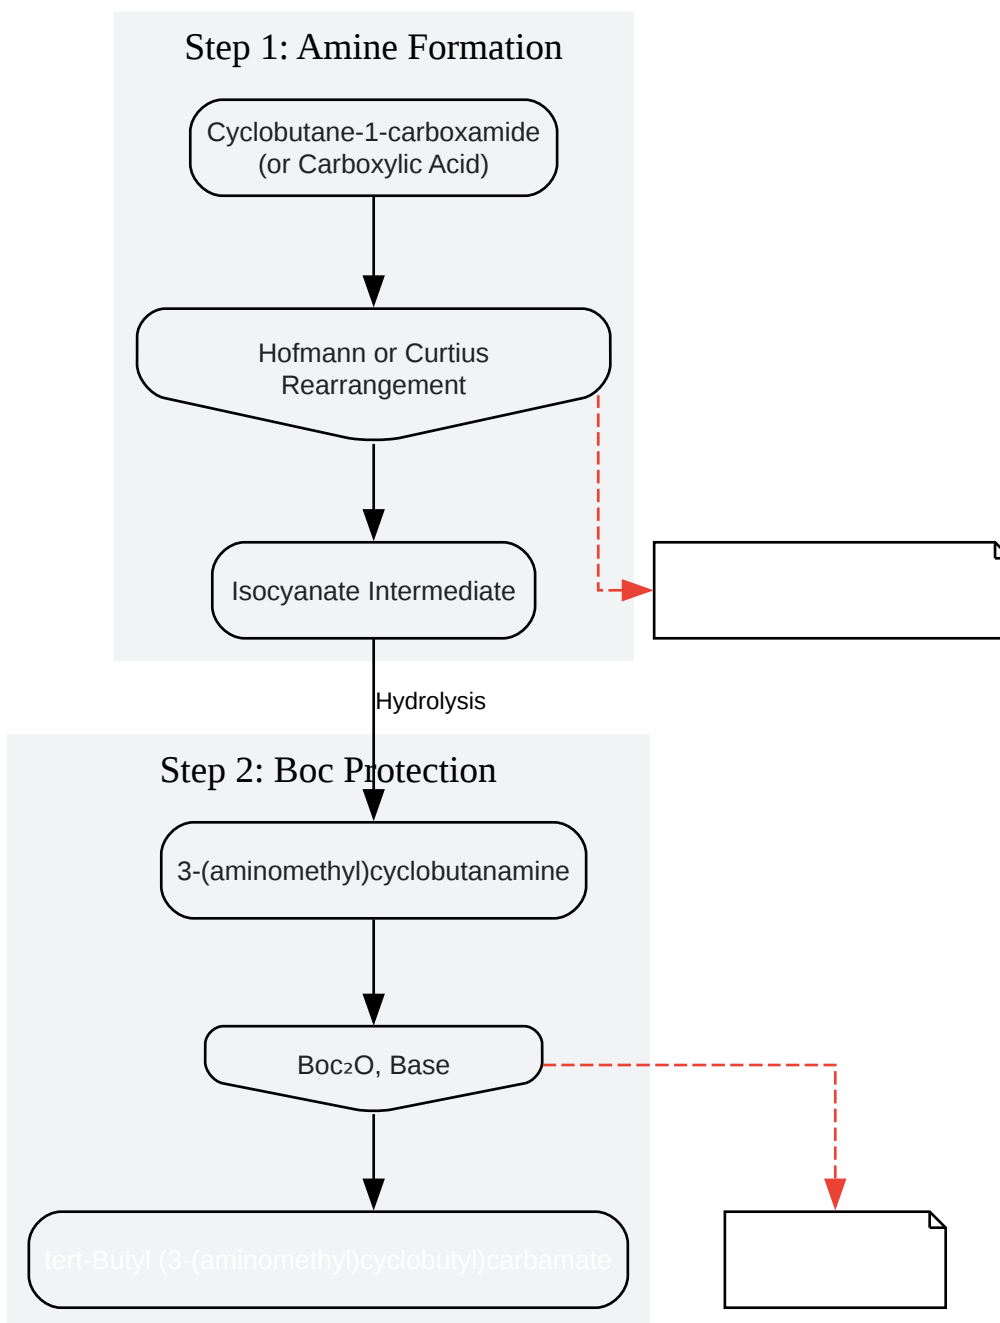 Step 1: Amine Formation
Cyclobutane-1-carboxamide
(or Carboxylic Acid)
Hofmann or Curtius
Rearrangement
Isocyanate Intermediate
Hydrolysis
Step 2: Boc Protection
3-(aminomethyl)cyclobutanamine
Boc₂O, Base
tert-Butyl (3-(aminomethyl)cyclobutyl)carbamate